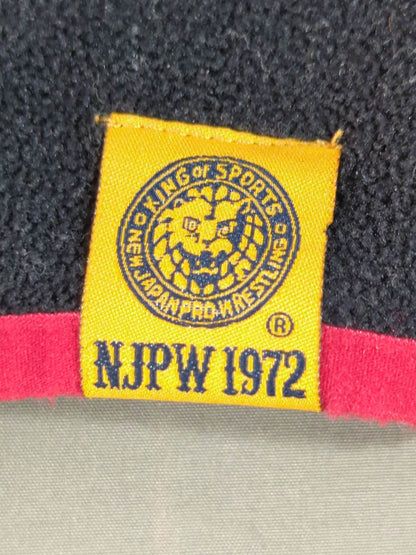 KING OF SPORTS
NEW JAPAN PRO-WRESTLING
®
NJPW 1972